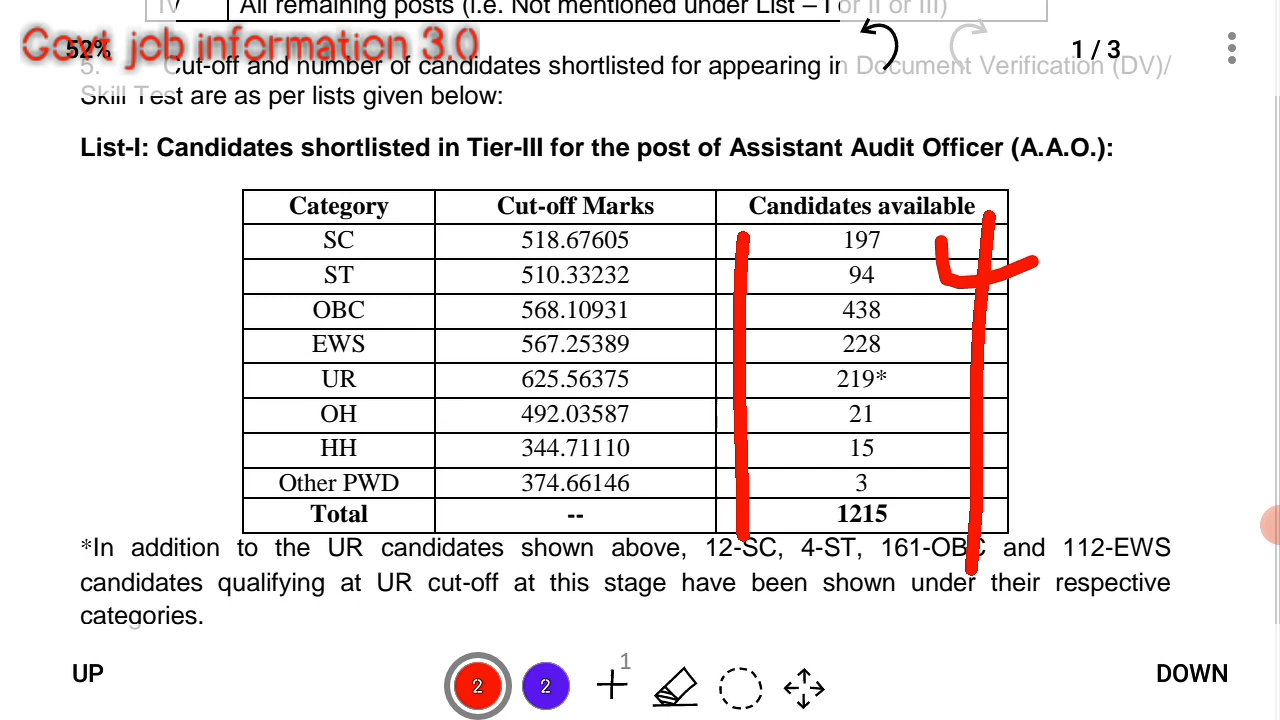 IV All remaining posts (i.e. Not mentioned under List – I or II or III)
Govt job information 3.0
52%
1 / 3
5. Cut-off and number of candidates shortlisted for appearing in Document Verification (DV)/
Skill Test are as per lists given below:
List-I: Candidates shortlisted in Tier-III for the post of Assistant Audit Officer (A.A.O.):
Category Cut-off Marks Candidates available
SC 518.67605 197
ST 510.33232 94
OBC 568.10931 438
EWS 567.25389 228
UR 625.56375 219*
OH 492.03587 21
HH 344.71110 15
Other PWD 374.66146 3
Total -- 1215
*In addition to the UR candidates shown above, 12-SC, 4-ST, 161-OBC and 112-EWS
candidates qualifying at UR cut-off at this stage have been shown under their respective
categories.
UP 2 2 1 DOWN